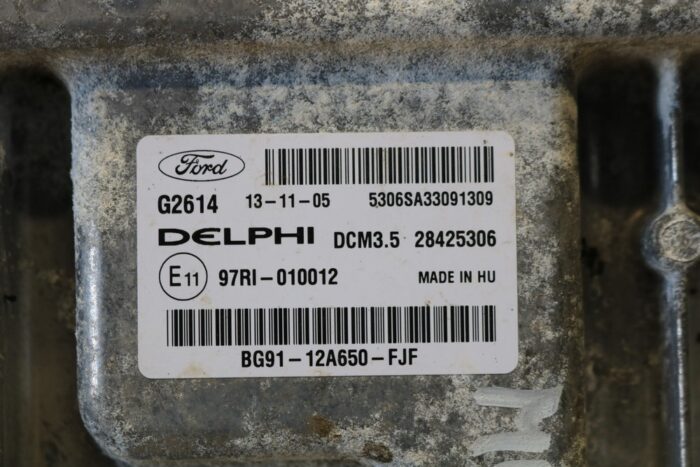 Ford
G2614 13-11-05 5306SA33091309
DELPHI DCM3.5 28425306
E11 97RI-010012 MADE IN HU
BG91-12A650-FJF